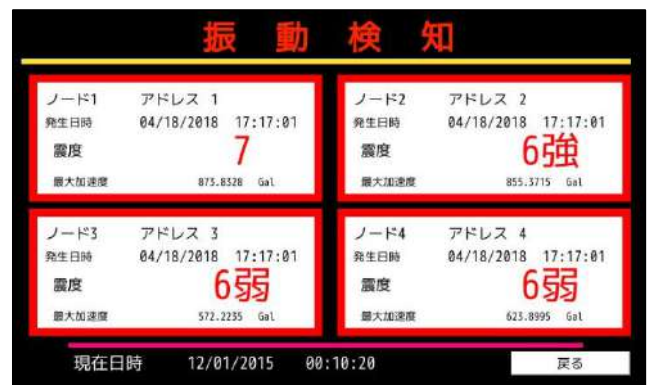 振動検知
ノード1 アドレス 1
発生日時 04/18/2018 17:17:01
震度 7
最大加速度 873.8328 Gal
ノード2 アドレス 2
発生日時 04/18/2018 17:17:01
震度 6強
最大加速度 855.3715 Gal
ノード3 アドレス 3
発生日時 04/18/2018 17:17:01
震度 6弱
最大加速度 572.2235 Gal
ノード4 アドレス 4
発生日時 04/18/2018 17:17:01
震度 6弱
最大加速度 623.8995 Gal
現在日時 12/01/2015 00:10:20 戻る